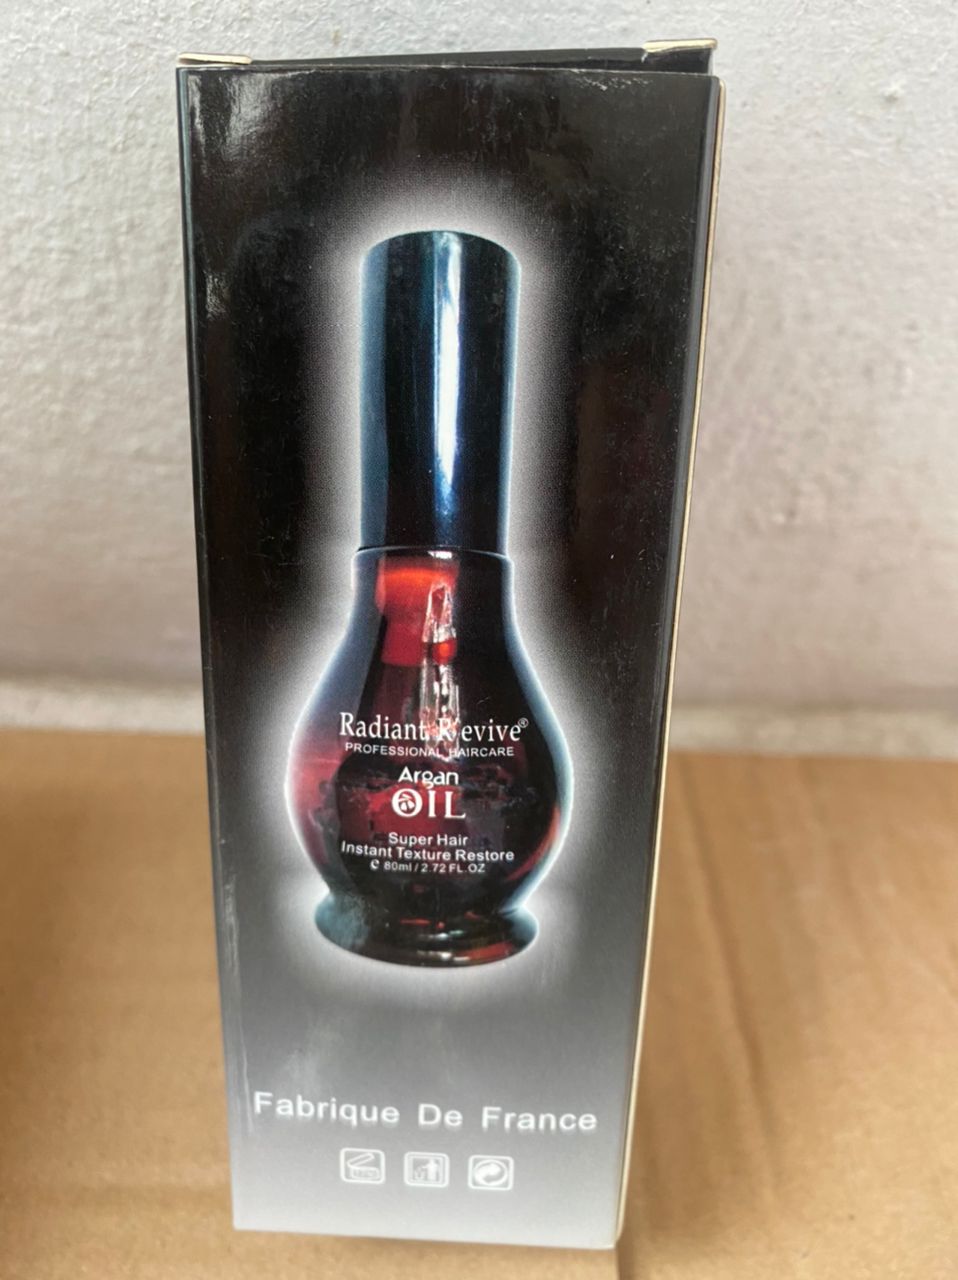 Radiant Revive®
PROFESSIONAL HAIRCARE
Argan
OIL
Super Hair
Instant Texture Restore
e 80ml / 2.72 FL.OZ
Fabrique De France